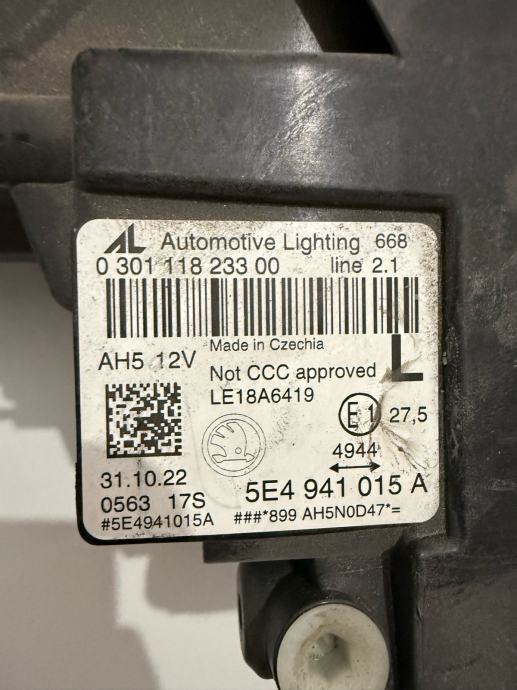 AL Automotive Lighting 668
0 301 118 233 00 line 2.1
Made in Czechia
AH5 12V
Not CCC approved L
LE18A6419
E1 27,5
4944
31.10.22
0563 17S
5E4 941 015 A
#5E4941015A ###*899 AH5N0D47*=